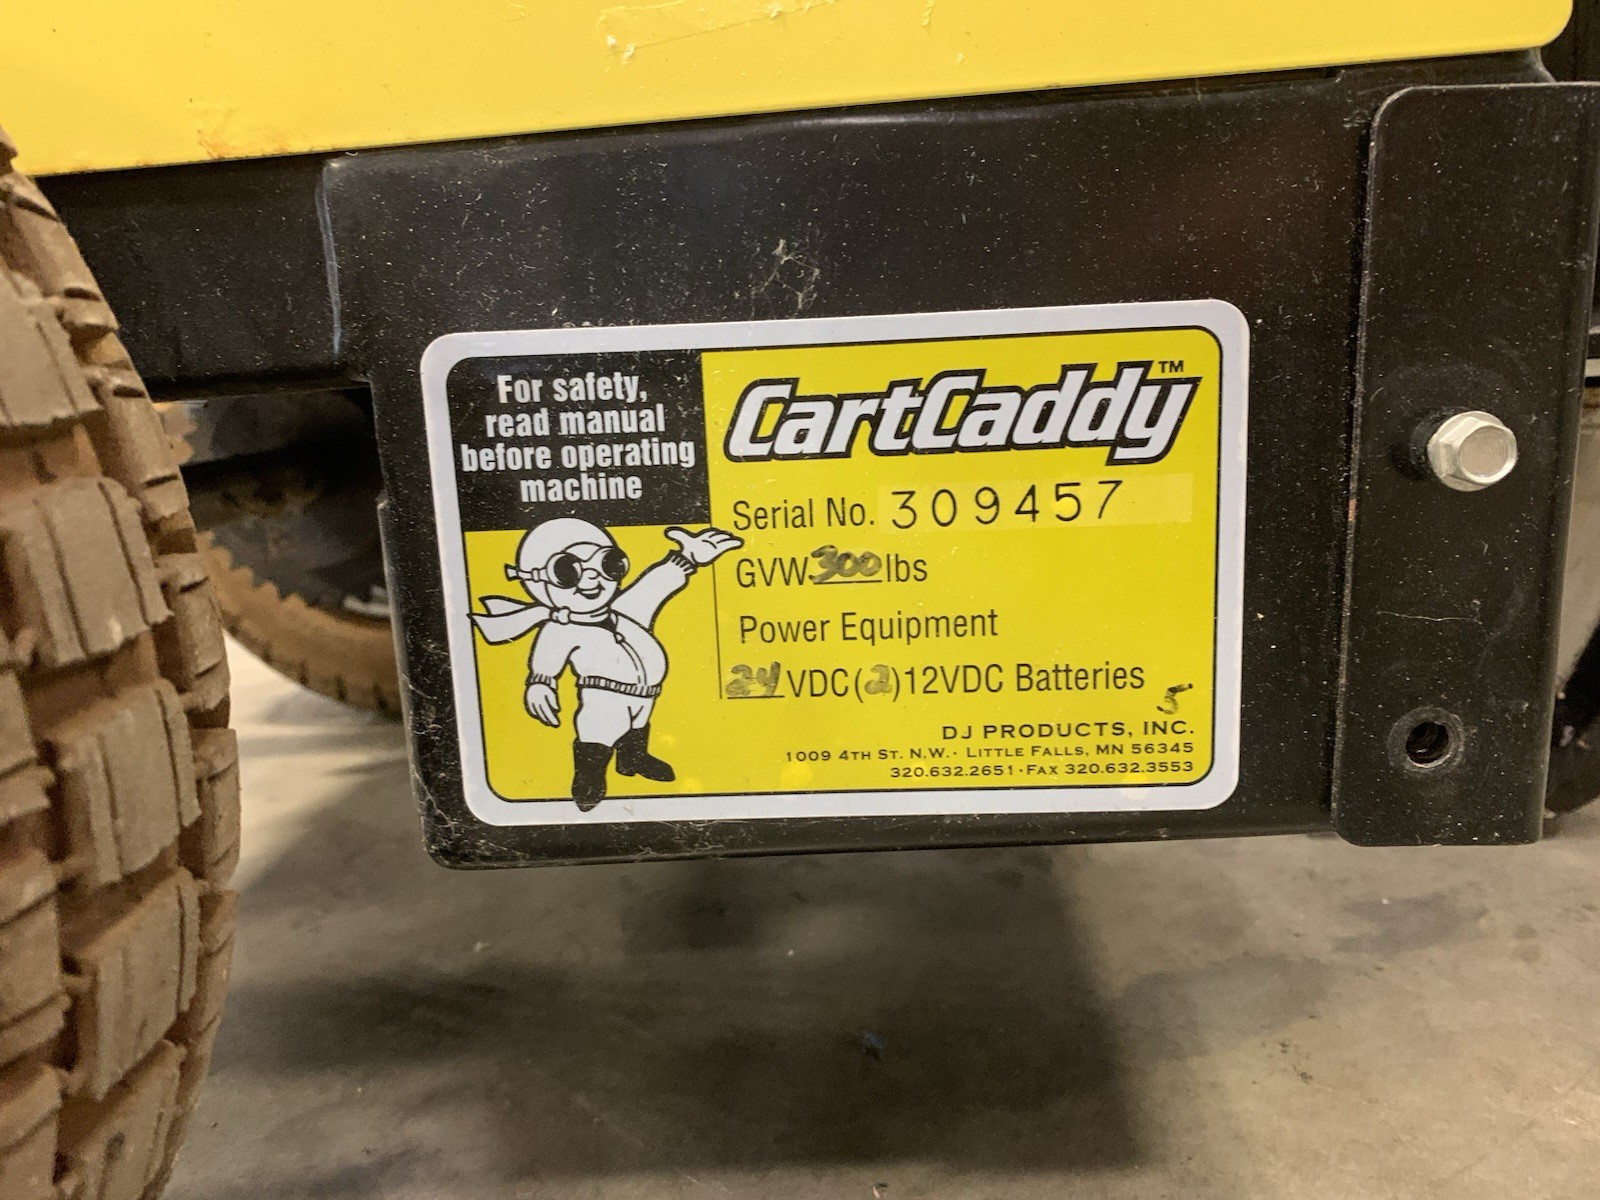 For safety,
read manual
before operating
machine
CartCaddy™
Serial No. 309457
GVW 300 lbs
Power Equipment
24 VDC(2)12VDC Batteries
5
DJ PRODUCTS, INC.
1009 4TH ST. N.W. · LITTLE FALLS, MN 56345
320.632.2651 · FAX 320.632.3553